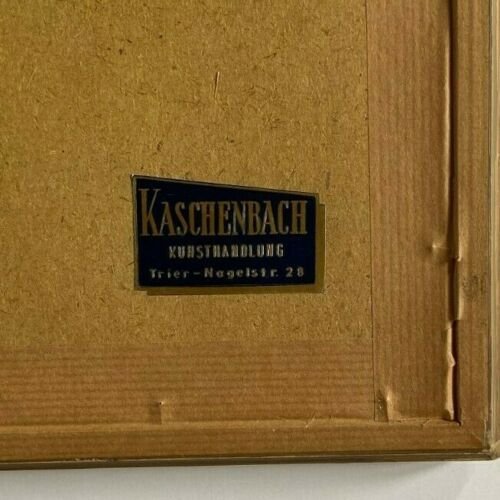 KASCHENBACH
KUNSTHANDLUNG
Trier-Nagelstr. 28